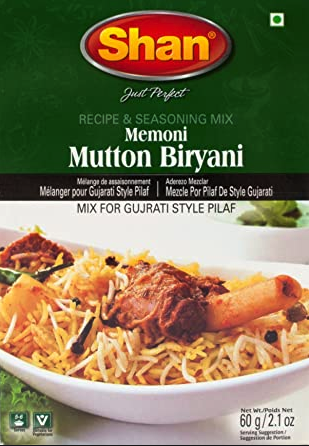 Shan®
Just Perfect
RECIPE & SEASONING MIX
Memoni
Mutton Biryani
Mélange de assaisonnement
Mélanger pour Gujarati Style Pilaf
Aderezo Mezclar
Mezcle Por Pilaf De Style Gujarati
MIX FOR GUJRATI STYLE PILAF
Net Wt./Poids Net
60 g/2.1 oz
Serving Suggestion/
Suggestion de Portion